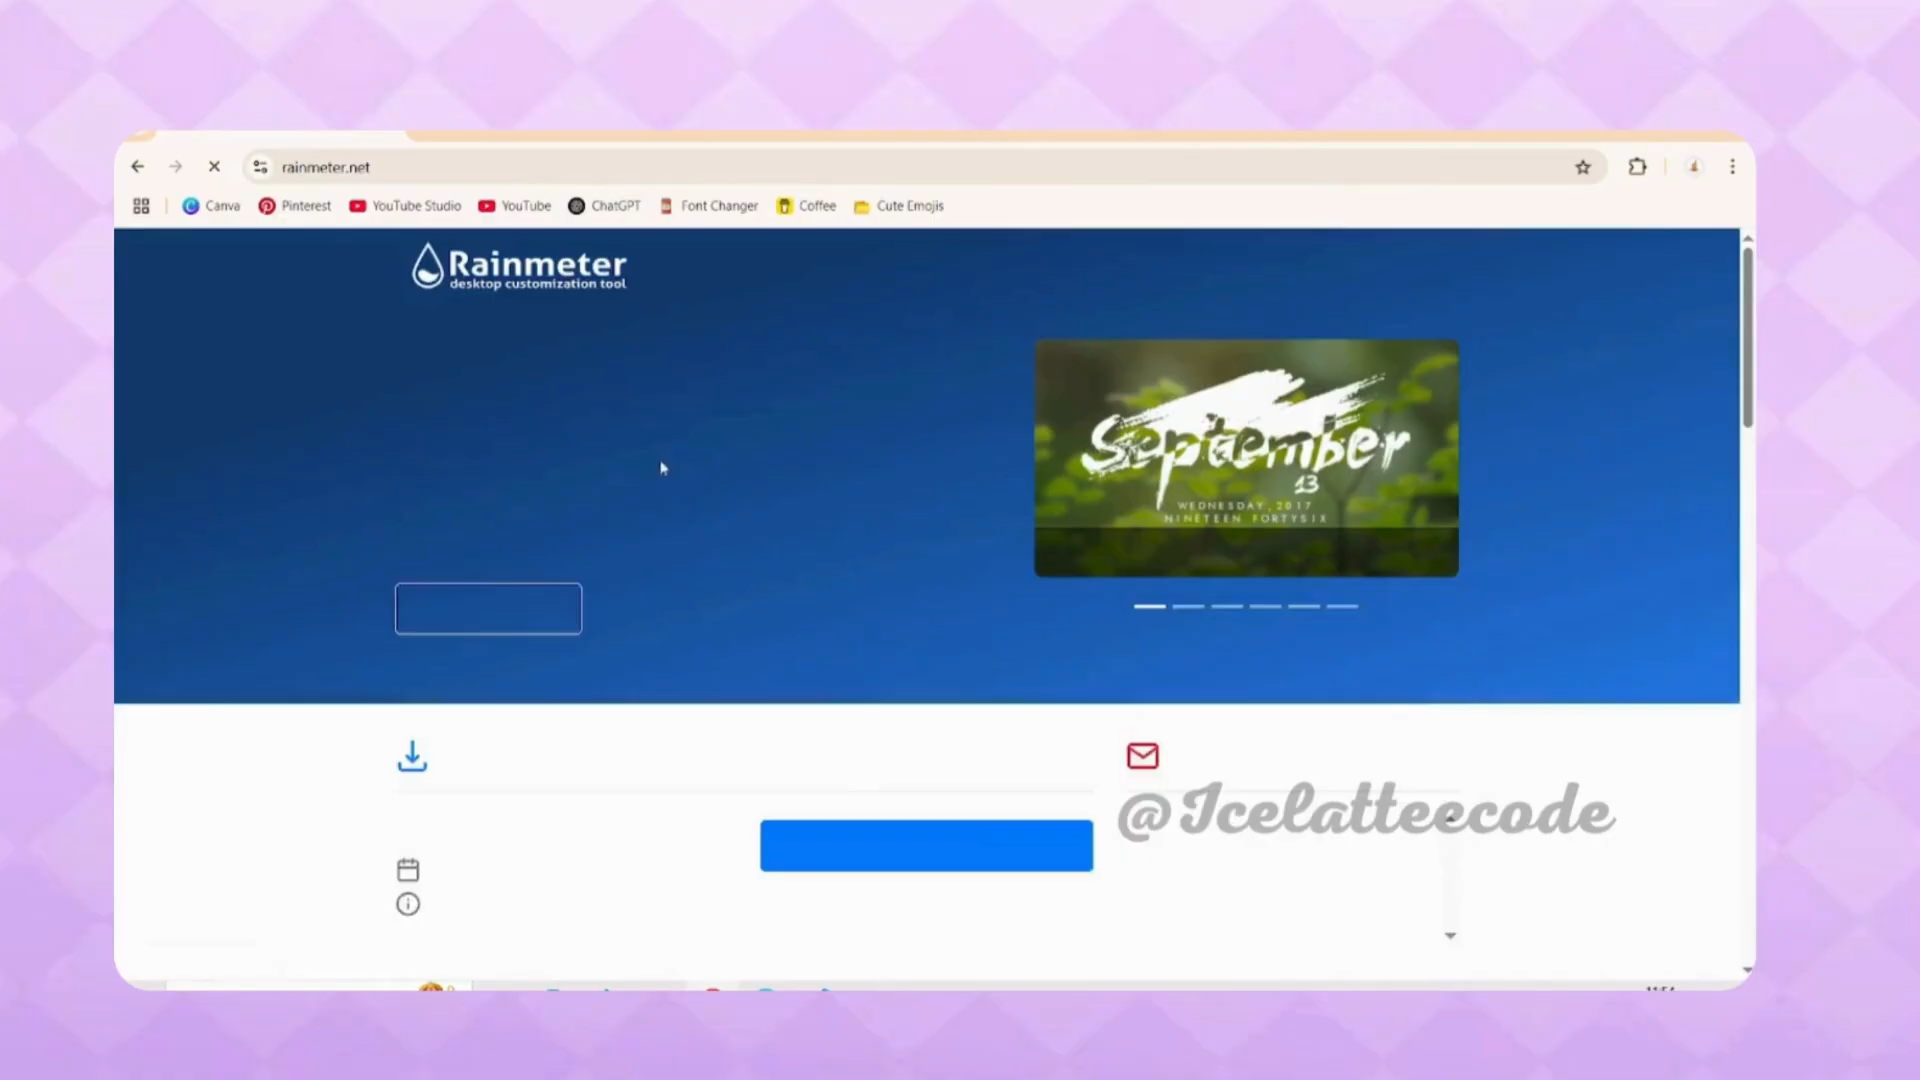 rainmeter.net
Canva
Pinterest
YouTube Studio
YouTube
ChatGPT
Font Changer
Coffee
Cute Emojis
Rainmeter
desktop customization tool
September
13
WEDNESDAY, 2017
NINETEEN FORTYSIX
@Icelatteecode